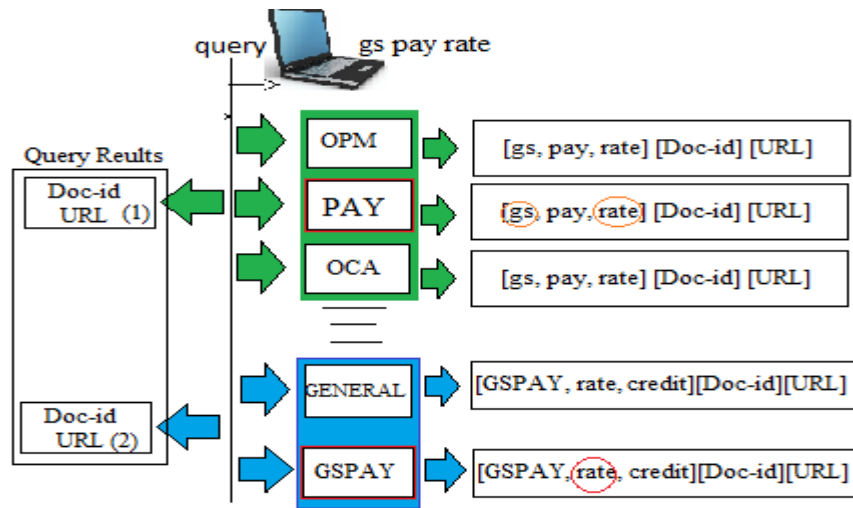 query
gs pay rate
OPM
[gs, pay, rate] [Doc-id] [URL]
Query Reults
Doc-id
URL (1)
PAY
[gs, pay, rate] [Doc-id] [URL]
OCA
[gs, pay, rate] [Doc-id] [URL]
GENERAL
[GSPAY, rate, credit][Doc-id][URL]
Doc-id
URL (2)
GSPAY
[GSPAY, rate, credit][Doc-id][URL]